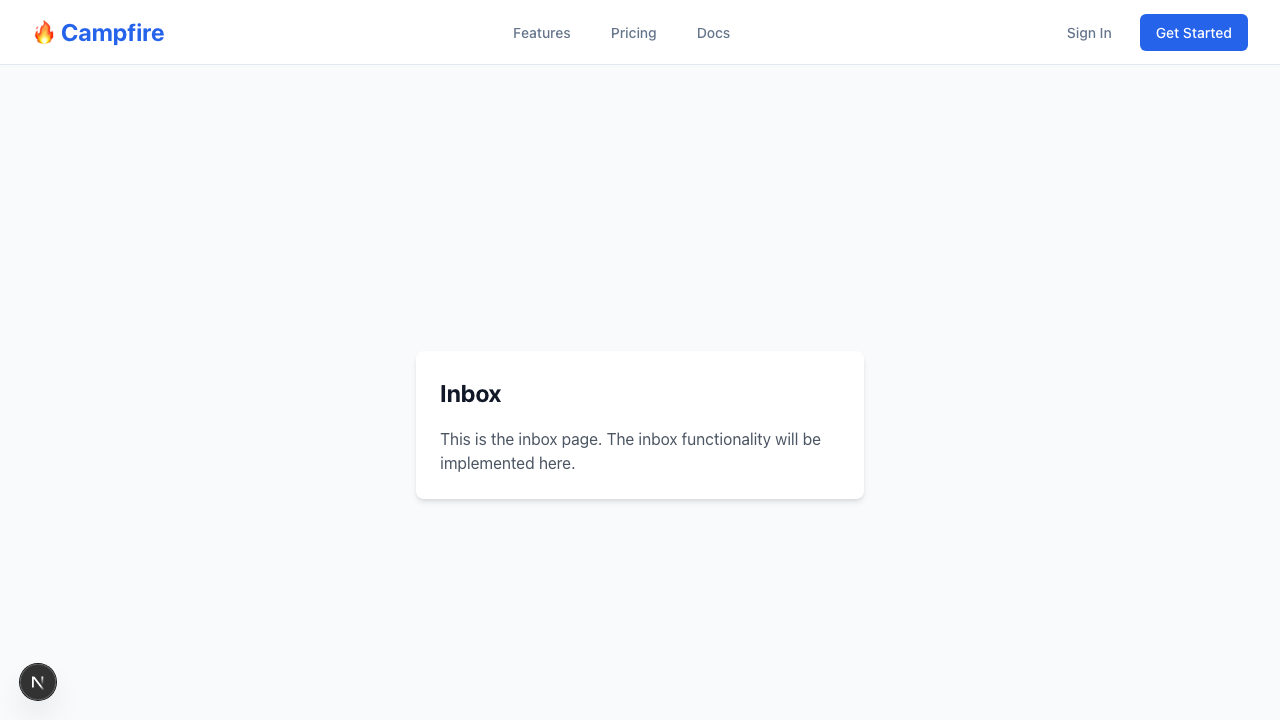 🔥 Campfire
Features
Pricing
Docs
Sign In
Get Started
Inbox
This is the inbox page. The inbox functionality will be
implemented here.
N